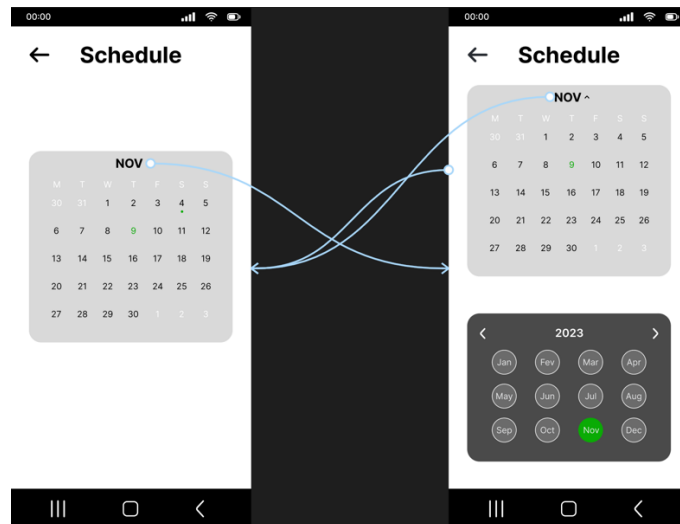 00:00
Schedule
NOV
M T W T F S S
30 31 1 2 3 4 5
6 7 8 9 10 11 12
13 14 15 16 17 18 19
20 21 22 23 24 25 26
27 28 29 30 1 2 3
00:00
Schedule
NOV
M T W T F S S
30 31 1 2 3 4 5
6 7 8 9 10 11 12
13 14 15 16 17 18 19
20 21 22 23 24 25 26
27 28 29 30 1 2 3
2023
Jan Fev Mar Apr
May Jun Jul Aug
Sep Oct Nov Dec